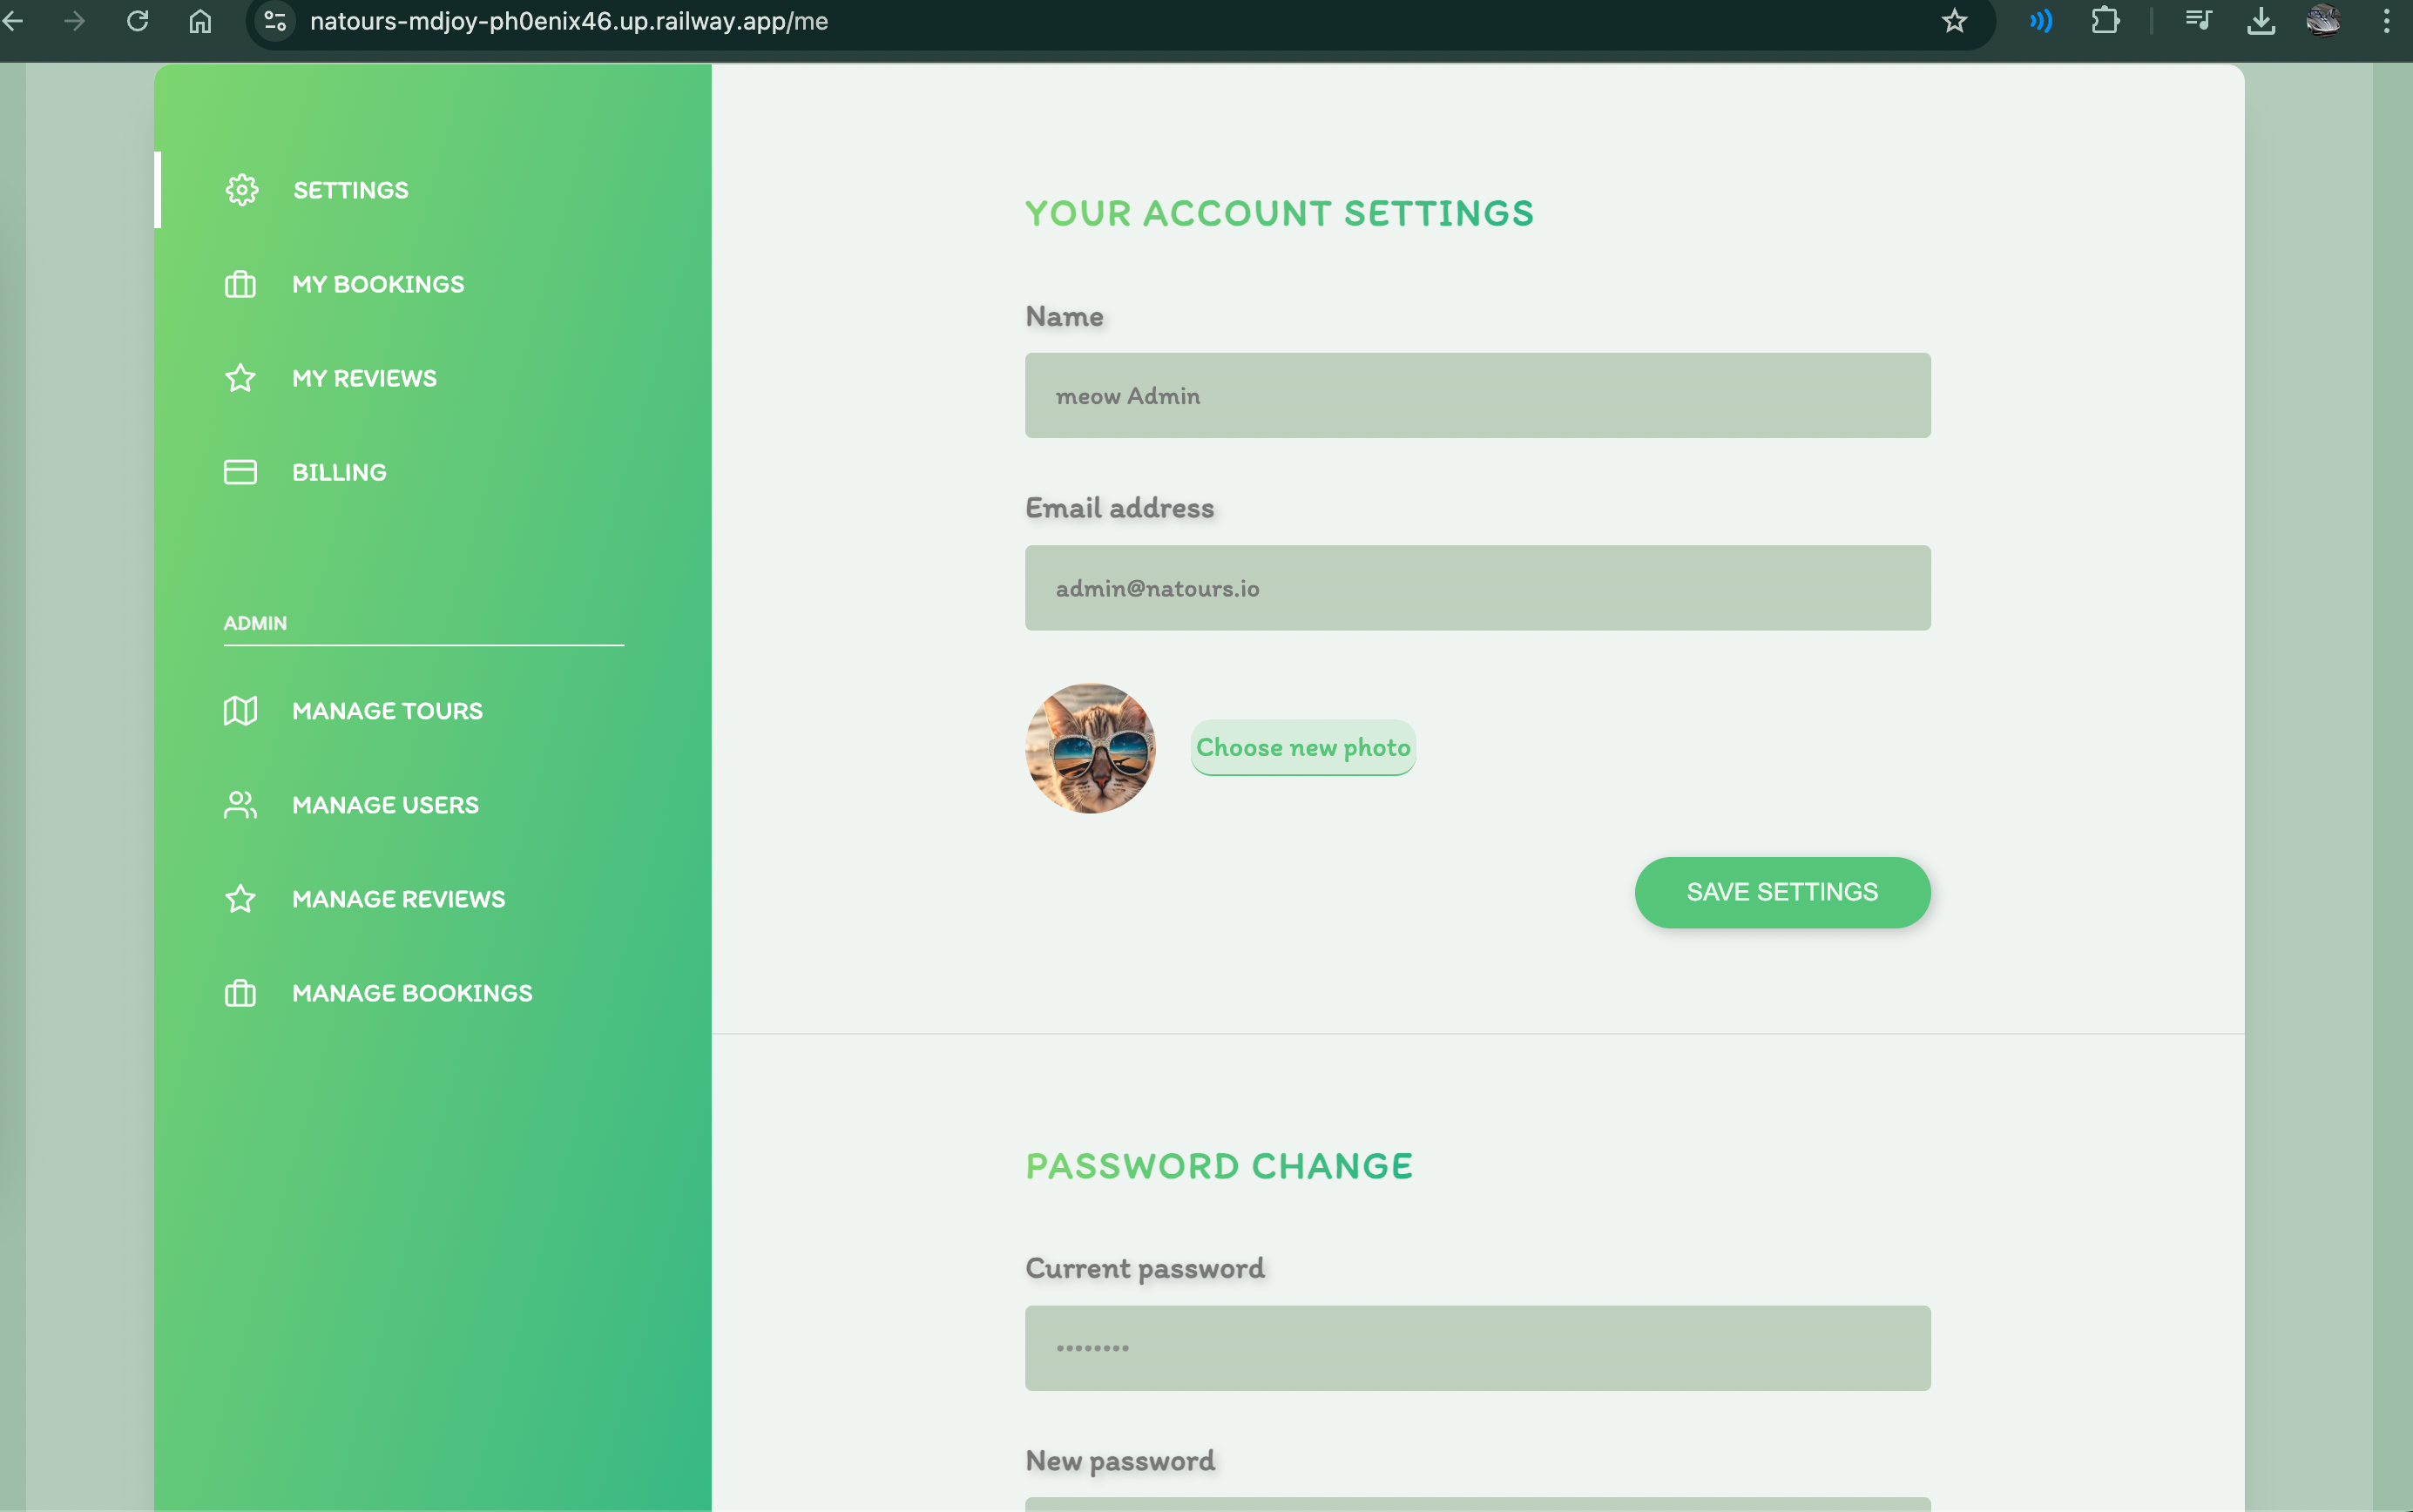 natours-mdjoy-ph0enix46.up.railway.app/me
SETTINGS
MY BOOKINGS
MY REVIEWS
BILLING
ADMIN
MANAGE TOURS
MANAGE USERS
MANAGE REVIEWS
MANAGE BOOKINGS
YOUR ACCOUNT SETTINGS
Name
meow Admin
Email address
admin@natours.io
Choose new photo
SAVE SETTINGS
PASSWORD CHANGE
Current password
••••••••
New password